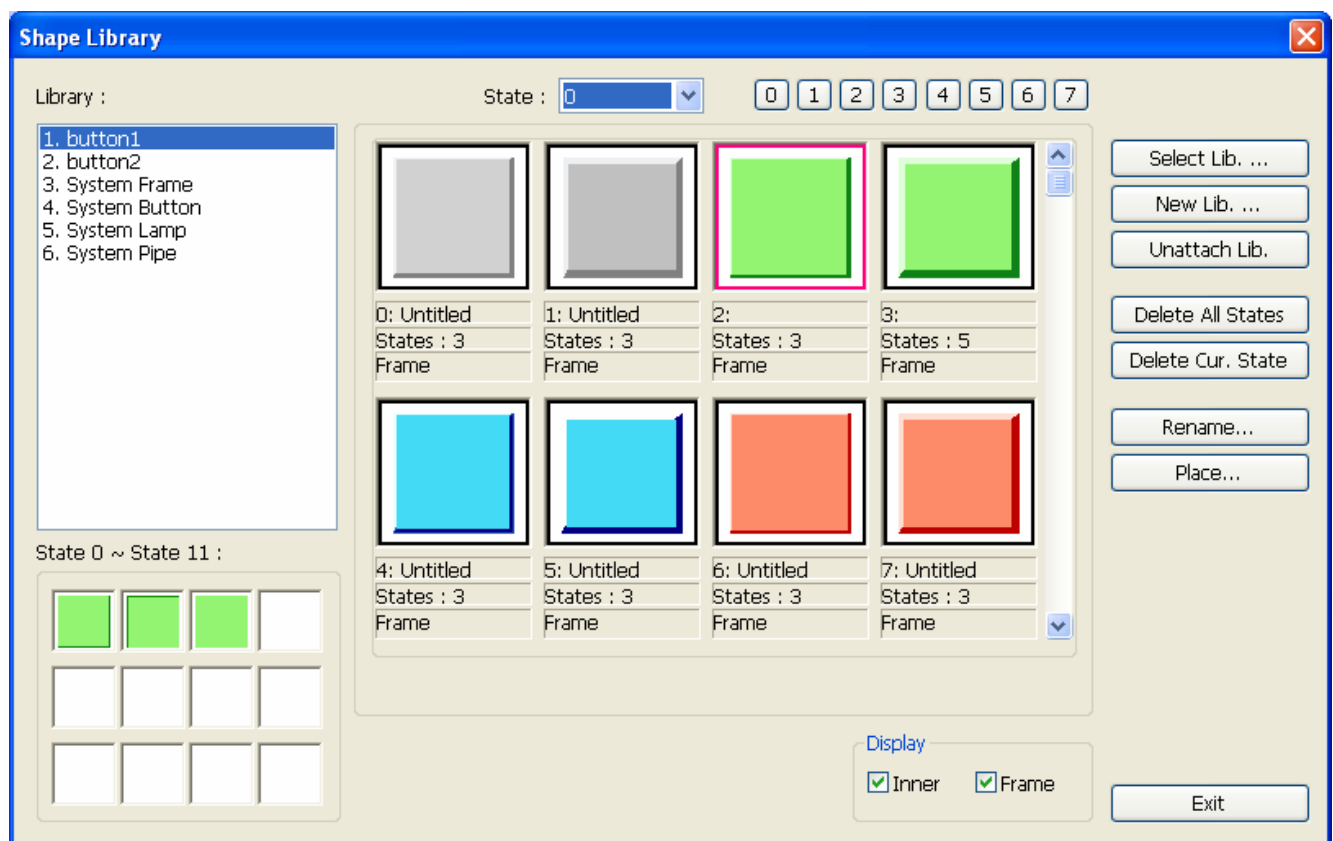 Shape Library
Library :
State : 0
0 1 2 3 4 5 6 7
1. button1
2. button2
3. System Frame
4. System Button
5. System Lamp
6. System Pipe
0: Untitled
States : 3
Frame
1: Untitled
States : 3
Frame
2:
States : 3
Frame
3:
States : 5
Frame
4: Untitled
States : 3
Frame
5: Untitled
States : 3
Frame
6: Untitled
States : 3
Frame
7: Untitled
States : 3
Frame
Select Lib. ...
New Lib. ...
Unattach Lib.
Delete All States
Delete Cur. State
Rename...
Place...
State 0 ~ State 11 :
Display
Inner
Frame
Exit